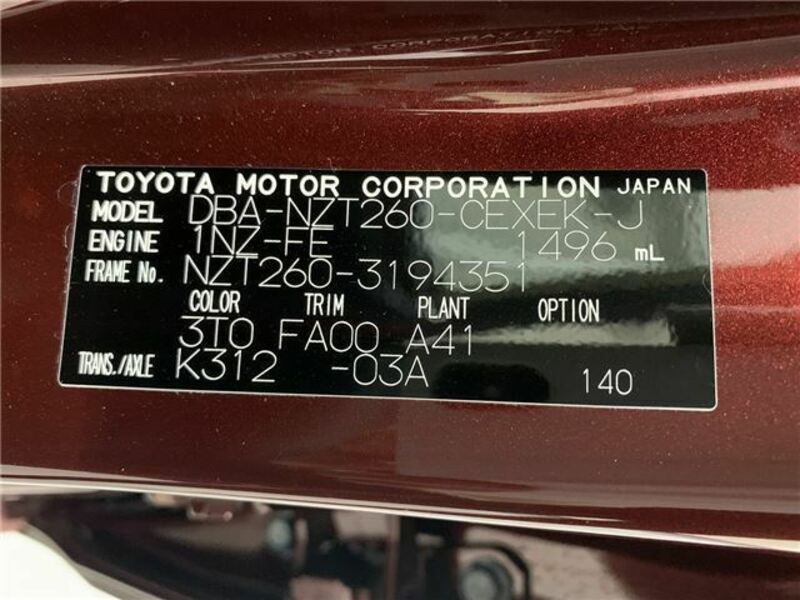 TOYOTA MOTOR CORPORATION JAPAN
MODEL DBA-NZT260-CEXEK-J
ENGINE 1NZ-FE 1496 mL
FRAME No. NZT260-3194351
COLOR TRIM PLANT OPTION
3T0 FA00 A41
TRANS./AXLE K312 -03A 140